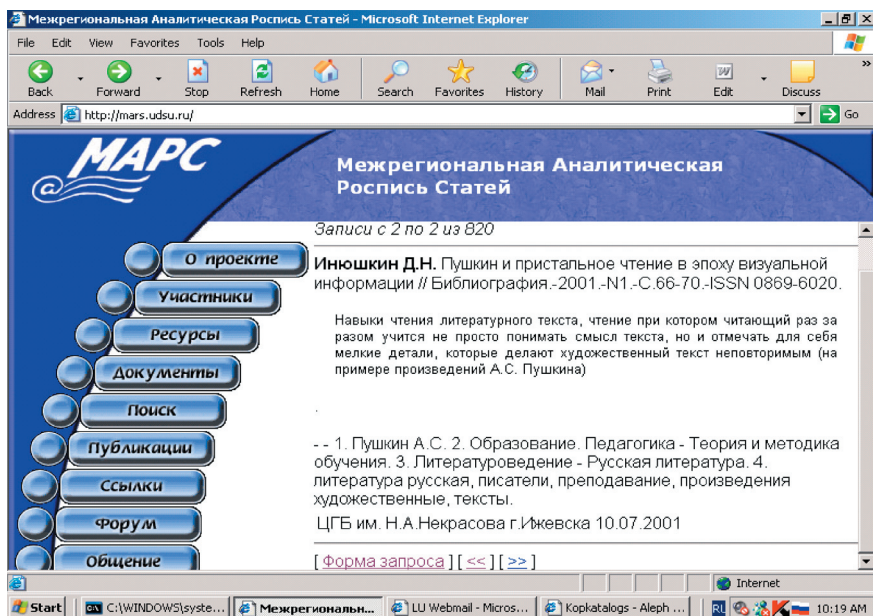 Межрегиональная Аналитическая Роспись Статей - Microsoft Internet Explorer
File Edit View Favorites Tools Help
Back Forward Stop Refresh Home Search Favorites History Mail Print Edit Discuss
Address http://mars.udsu.ru/ Go
МАРС
@
Межрегиональная Аналитическая
Роспись Статей
О проекте
Участники
Ресурсы
Документы
Поиск
Публикации
Ссылки
Форум
Общение
Записи с 2 по 2 из 820
Инюшкин Д.Н. Пушкин и пристальное чтение в эпоху визуальной
информации // Библиография.-2001.-N1.-С.66-70.-ISSN 0869-6020.
Навыки чтения литературного текста, чтение при котором читающий раз за
разом учится не просто понимать смысл текста, но и отмечать для себя
мелкие детали, которые делают художественный текст неповторимым (на
примере произведений А.С. Пушкина)
.
- - 1. Пушкин А.С. 2. Образование. Педагогика - Теория и методика
обучения. 3. Литературоведение - Русская литература. 4.
литература русская, писатели, преподавание, произведения
художественные, тексты.
ЦГБ им. Н.А.Некрасова г.Ижевска 10.07.2001
[ Форма запроса ] [ << ] [ >> ]
Internet
Start C:\WINDOWS\syste... Межрегиональн... LU Webmail - Micros... Kopkatalogs - Aleph ... RU 10:19 AM